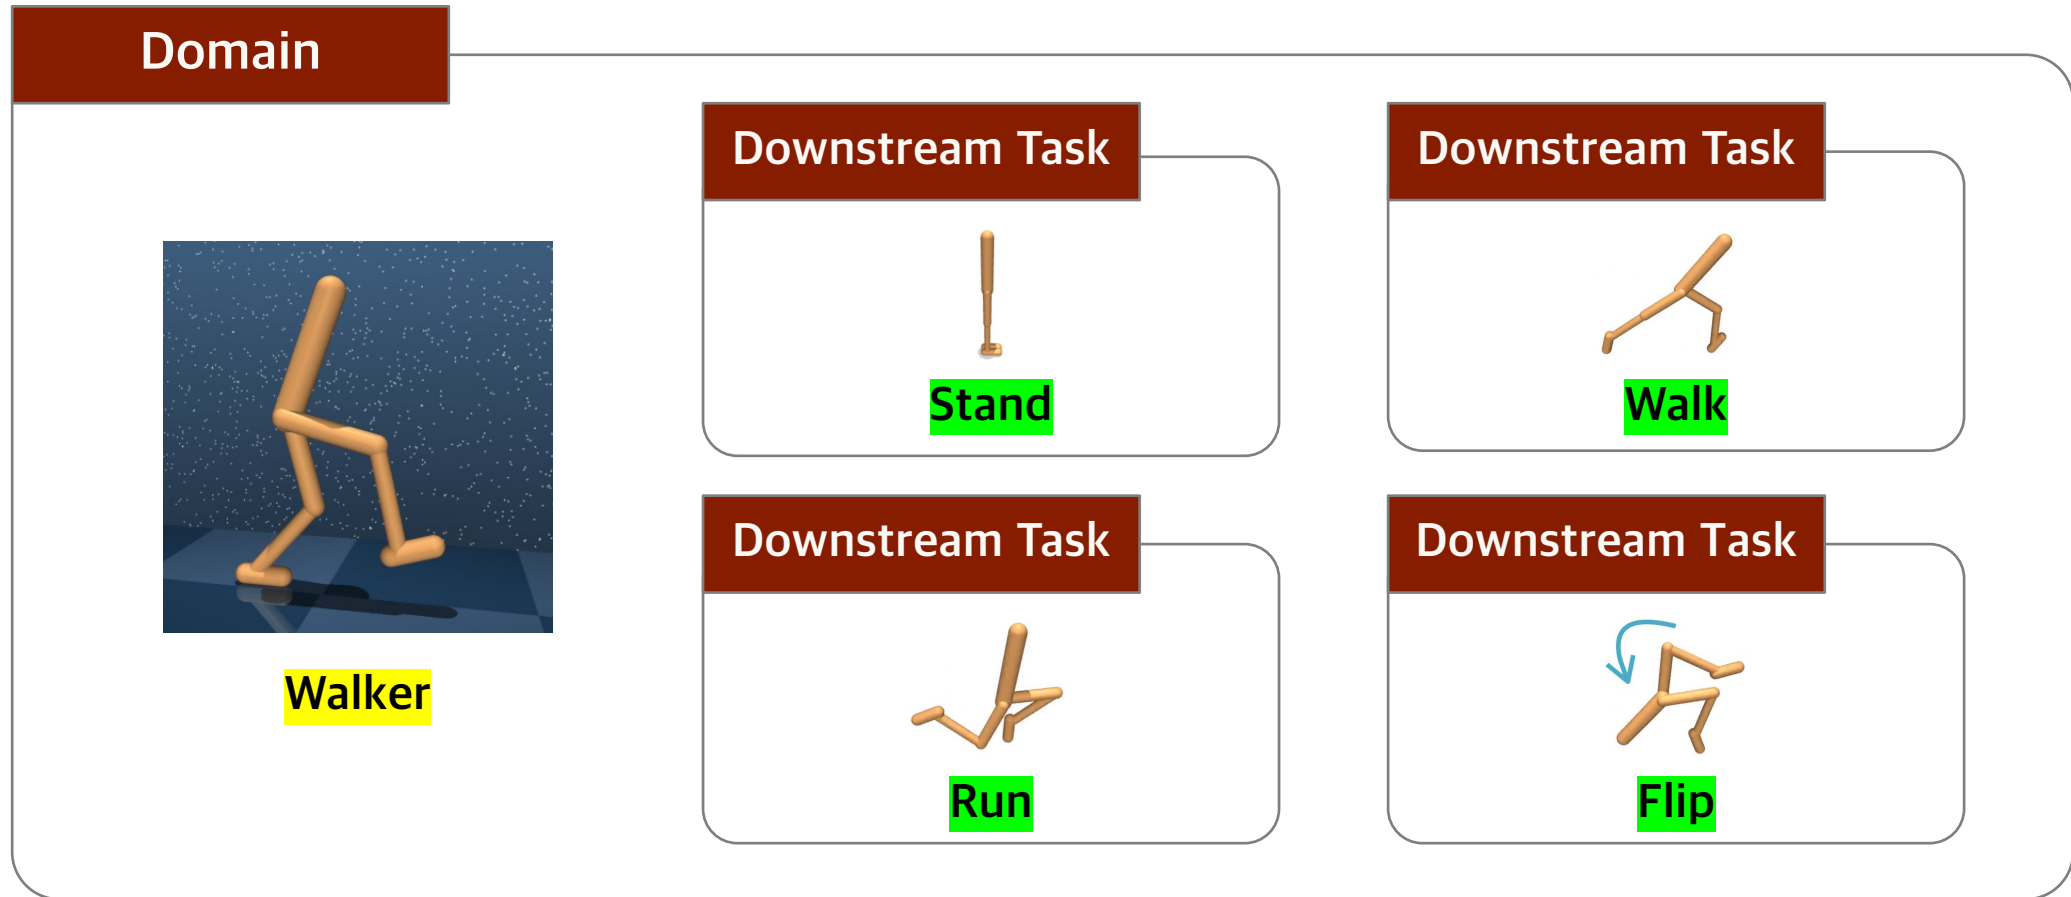 Domain
Downstream Task
Stand
Downstream Task
Walk
Walker
Downstream Task
Run
Downstream Task
Flip